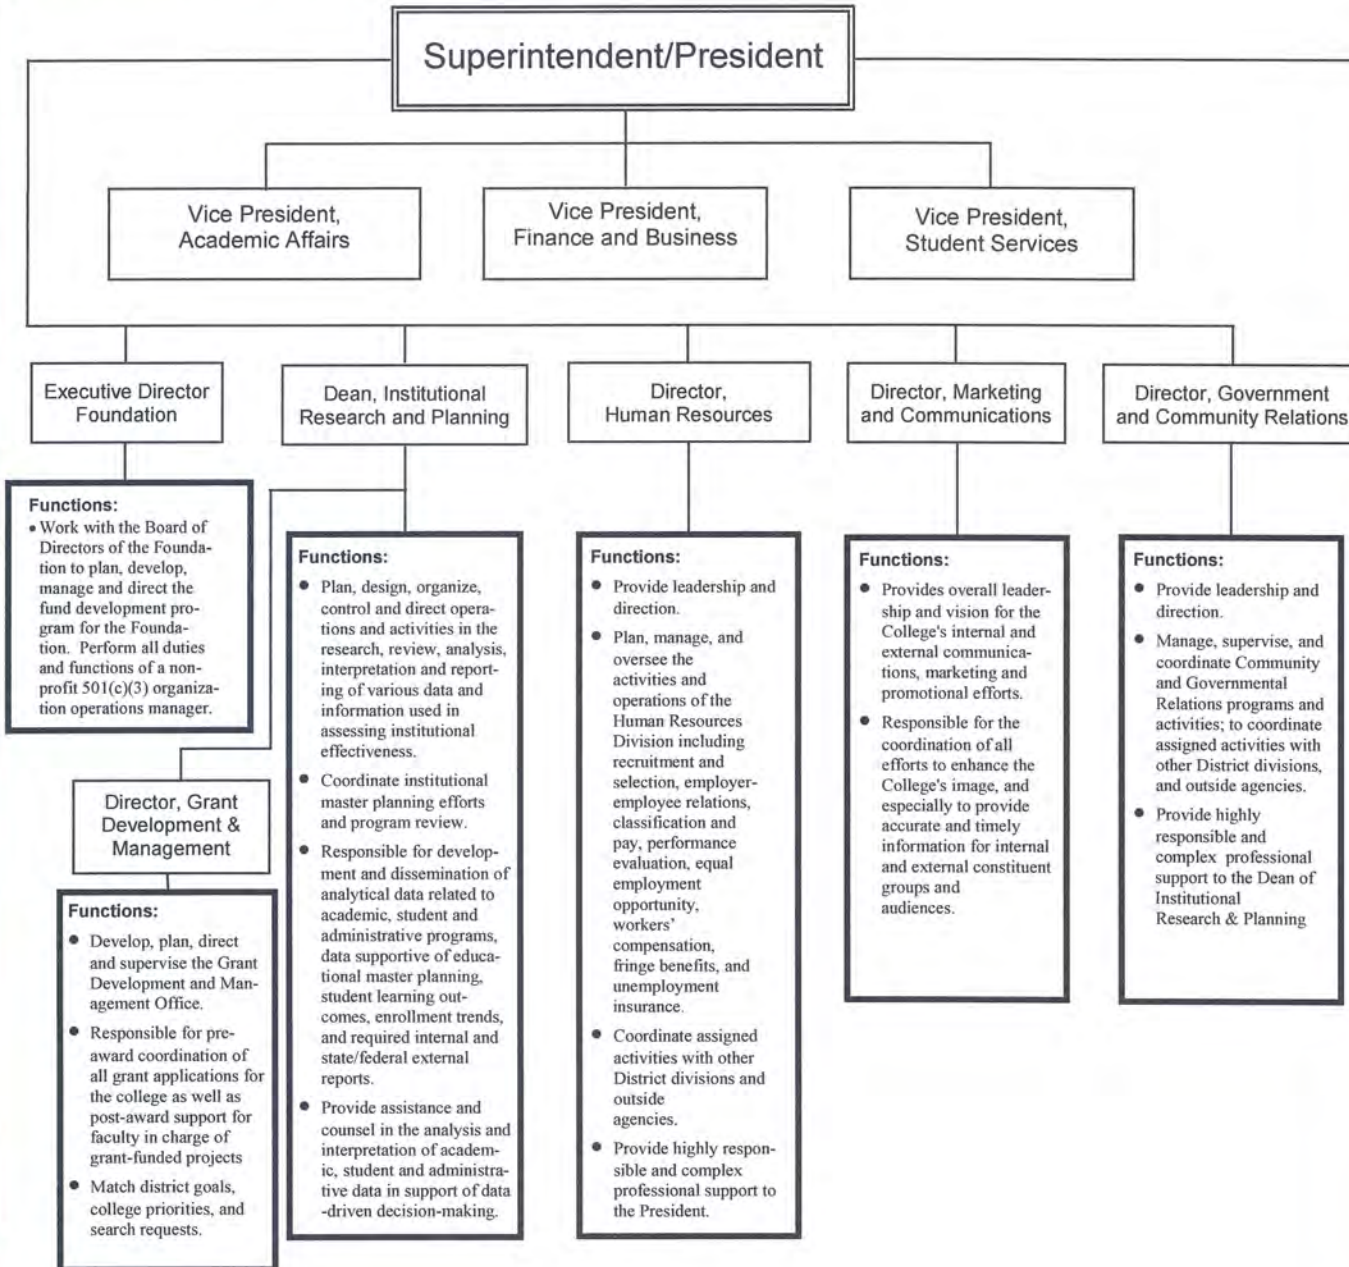 Superintendent/President
Vice President,
Academic Affairs
Vice President,
Finance and Business
Vice President,
Student Services
Executive Director
Foundation
Dean, Institutional
Research and Planning
Director,
Human Resources
Director, Marketing
and Communications
Director, Government
and Community Relations
Functions:
• Work with the Board of
Directors of the Founda-
tion to plan, develop,
manage and direct the
fund development pro-
gram for the Founda-
tion. Perform all duties
and functions of a non-
profit 501(c)(3) organiza-
tion operations manager.
Director, Grant
Development &
Management
Functions:
• Develop, plan, direct
and supervise the Grant
Development and Man-
agement Office.
• Responsible for pre-
award coordination of
all grant applications for
the college as well as
post-award support for
faculty in charge of
grant-funded projects
• Match district goals,
college priorities, and
search requests.
Functions:
• Plan, design, organize,
control and direct opera-
tions and activities in the
research, review, analysis,
interpretation and report-
ing of various data and
information used in
assessing institutional
effectiveness.
• Coordinate institutional
master planning efforts
and program review.
• Responsible for develop-
ment and dissemination of
analytical data related to
academic, student and
administrative programs,
data supportive of educa-
tional master planning,
student learning out-
comes, enrollment trends,
and required internal and
state/federal external
reports.
• Provide assistance and
counsel in the analysis and
interpretation of academ-
ic, student and administra-
tive data in support of data
-driven decision-making.
Functions:
• Provide leadership and
direction.
• Plan, manage, and
oversee the
activities and
operations of the
Human Resources
Division including
recruitment and
selection, employer-
employee relations,
classification and
pay, performance
evaluation, equal
employment
opportunity,
workers'
compensation,
fringe benefits, and
unemployment
insurance.
• Coordinate assigned
activities with other
District divisions and
outside
agencies.
• Provide highly respon-
sible and complex
professional support to
the President.
Functions:
• Provides overall leader-
ship and vision for the
College's internal and
external communica-
tions, marketing and
promotional efforts.
• Responsible for the
coordination of all
efforts to enhance the
College's image, and
especially to provide
accurate and timely
information for internal
and external constituent
groups and
audiences.
Functions:
• Provide leadership and
direction.
• Manage, supervise, and
coordinate Community
and Governmental
Relations programs and
activities; to coordinate
assigned activities with
other District divisions,
and outside agencies.
• Provide highly
responsible and
complex professional
support to the Dean of
Institutional
Research & Planning